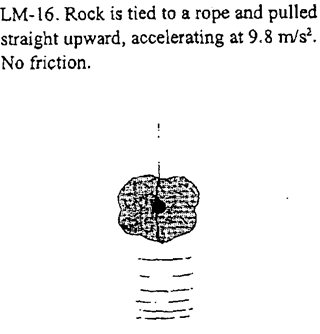 LM-16. Rock is tied to a rope and pulled
straight upward, accelerating at 9.8 m/s².
No friction.